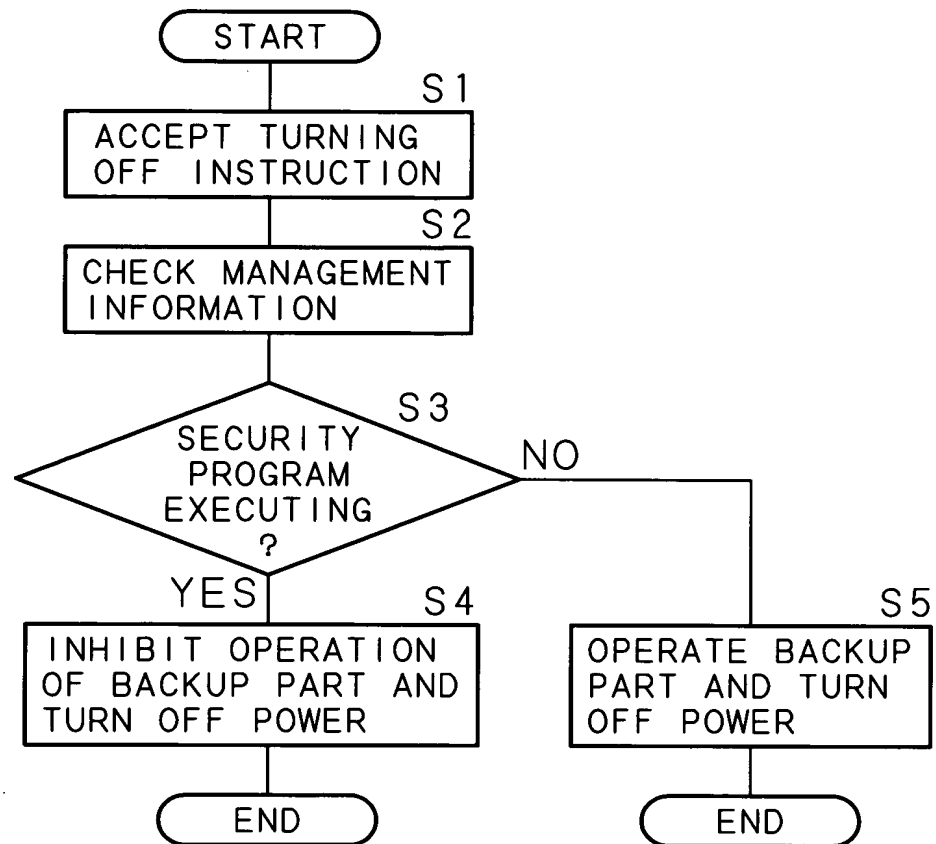 START
S1
ACCEPT TURNING
OFF INSTRUCTION
S2
CHECK MANAGEMENT
INFORMATION
S3
SECURITY
PROGRAM
EXECUTING
?
NO
YES
S4
INHIBIT OPERATION
OF BACKUP PART AND
TURN OFF POWER
END
S5
OPERATE BACKUP
PART AND TURN
OFF POWER
END